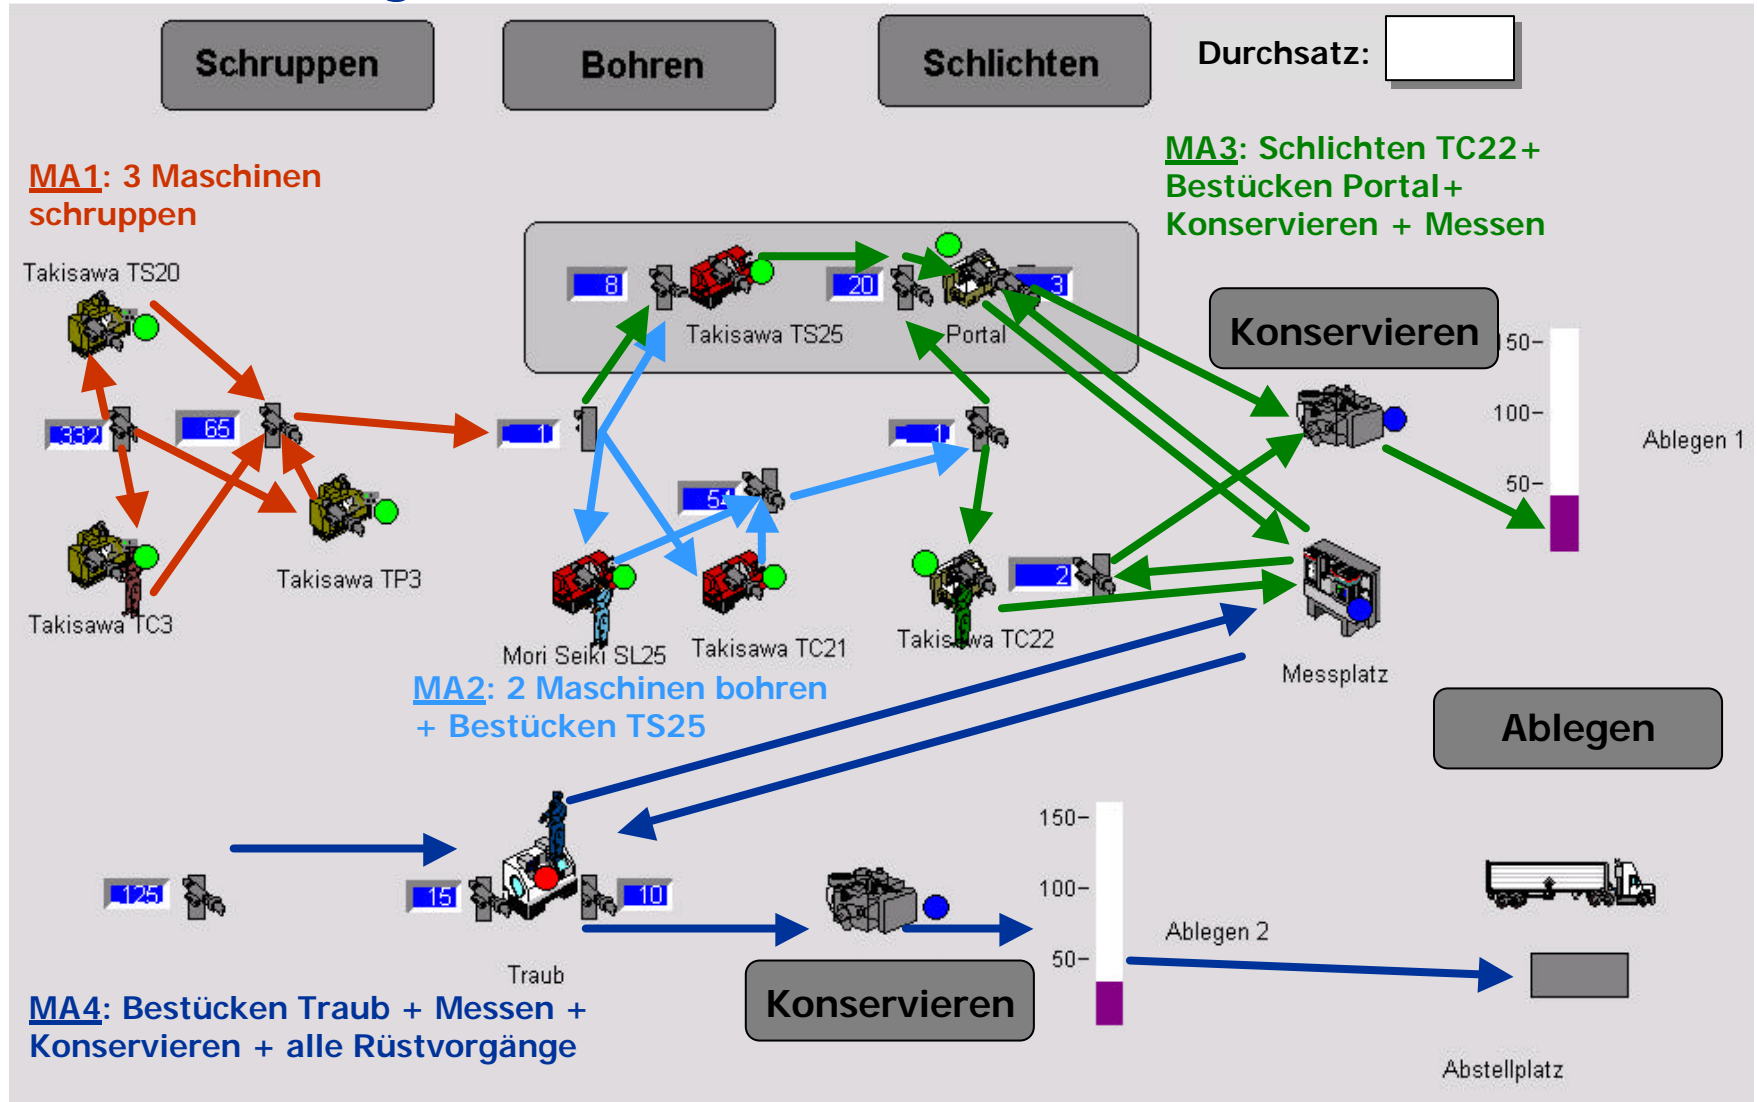 Schruppen
Bohren
Schlichten
Durchsatz:
MA1: 3 Maschinen
schruppen
MA3: Schlichten TC22+
Bestücken Portal+
Konservieren + Messen
Takisawa TS20
8
20
3
Takisawa TS25
Portal
Konservieren
50-
100-
50-
Ablegen 1
332
65
1
1
54
Takisawa TP3
Takisawa TC3
2
Mori Seiki SL25
Takisawa TC21
Takisawa TC22
Messplatz
MA2: 2 Maschinen bohren
+ Bestücken TS25
Ablegen
150-
100-
50-
125
15
10
Ablegen 2
Traub
MA4: Bestücken Traub + Messen +
Konservieren + alle Rüstvorgänge
Konservieren
Abstellplatz